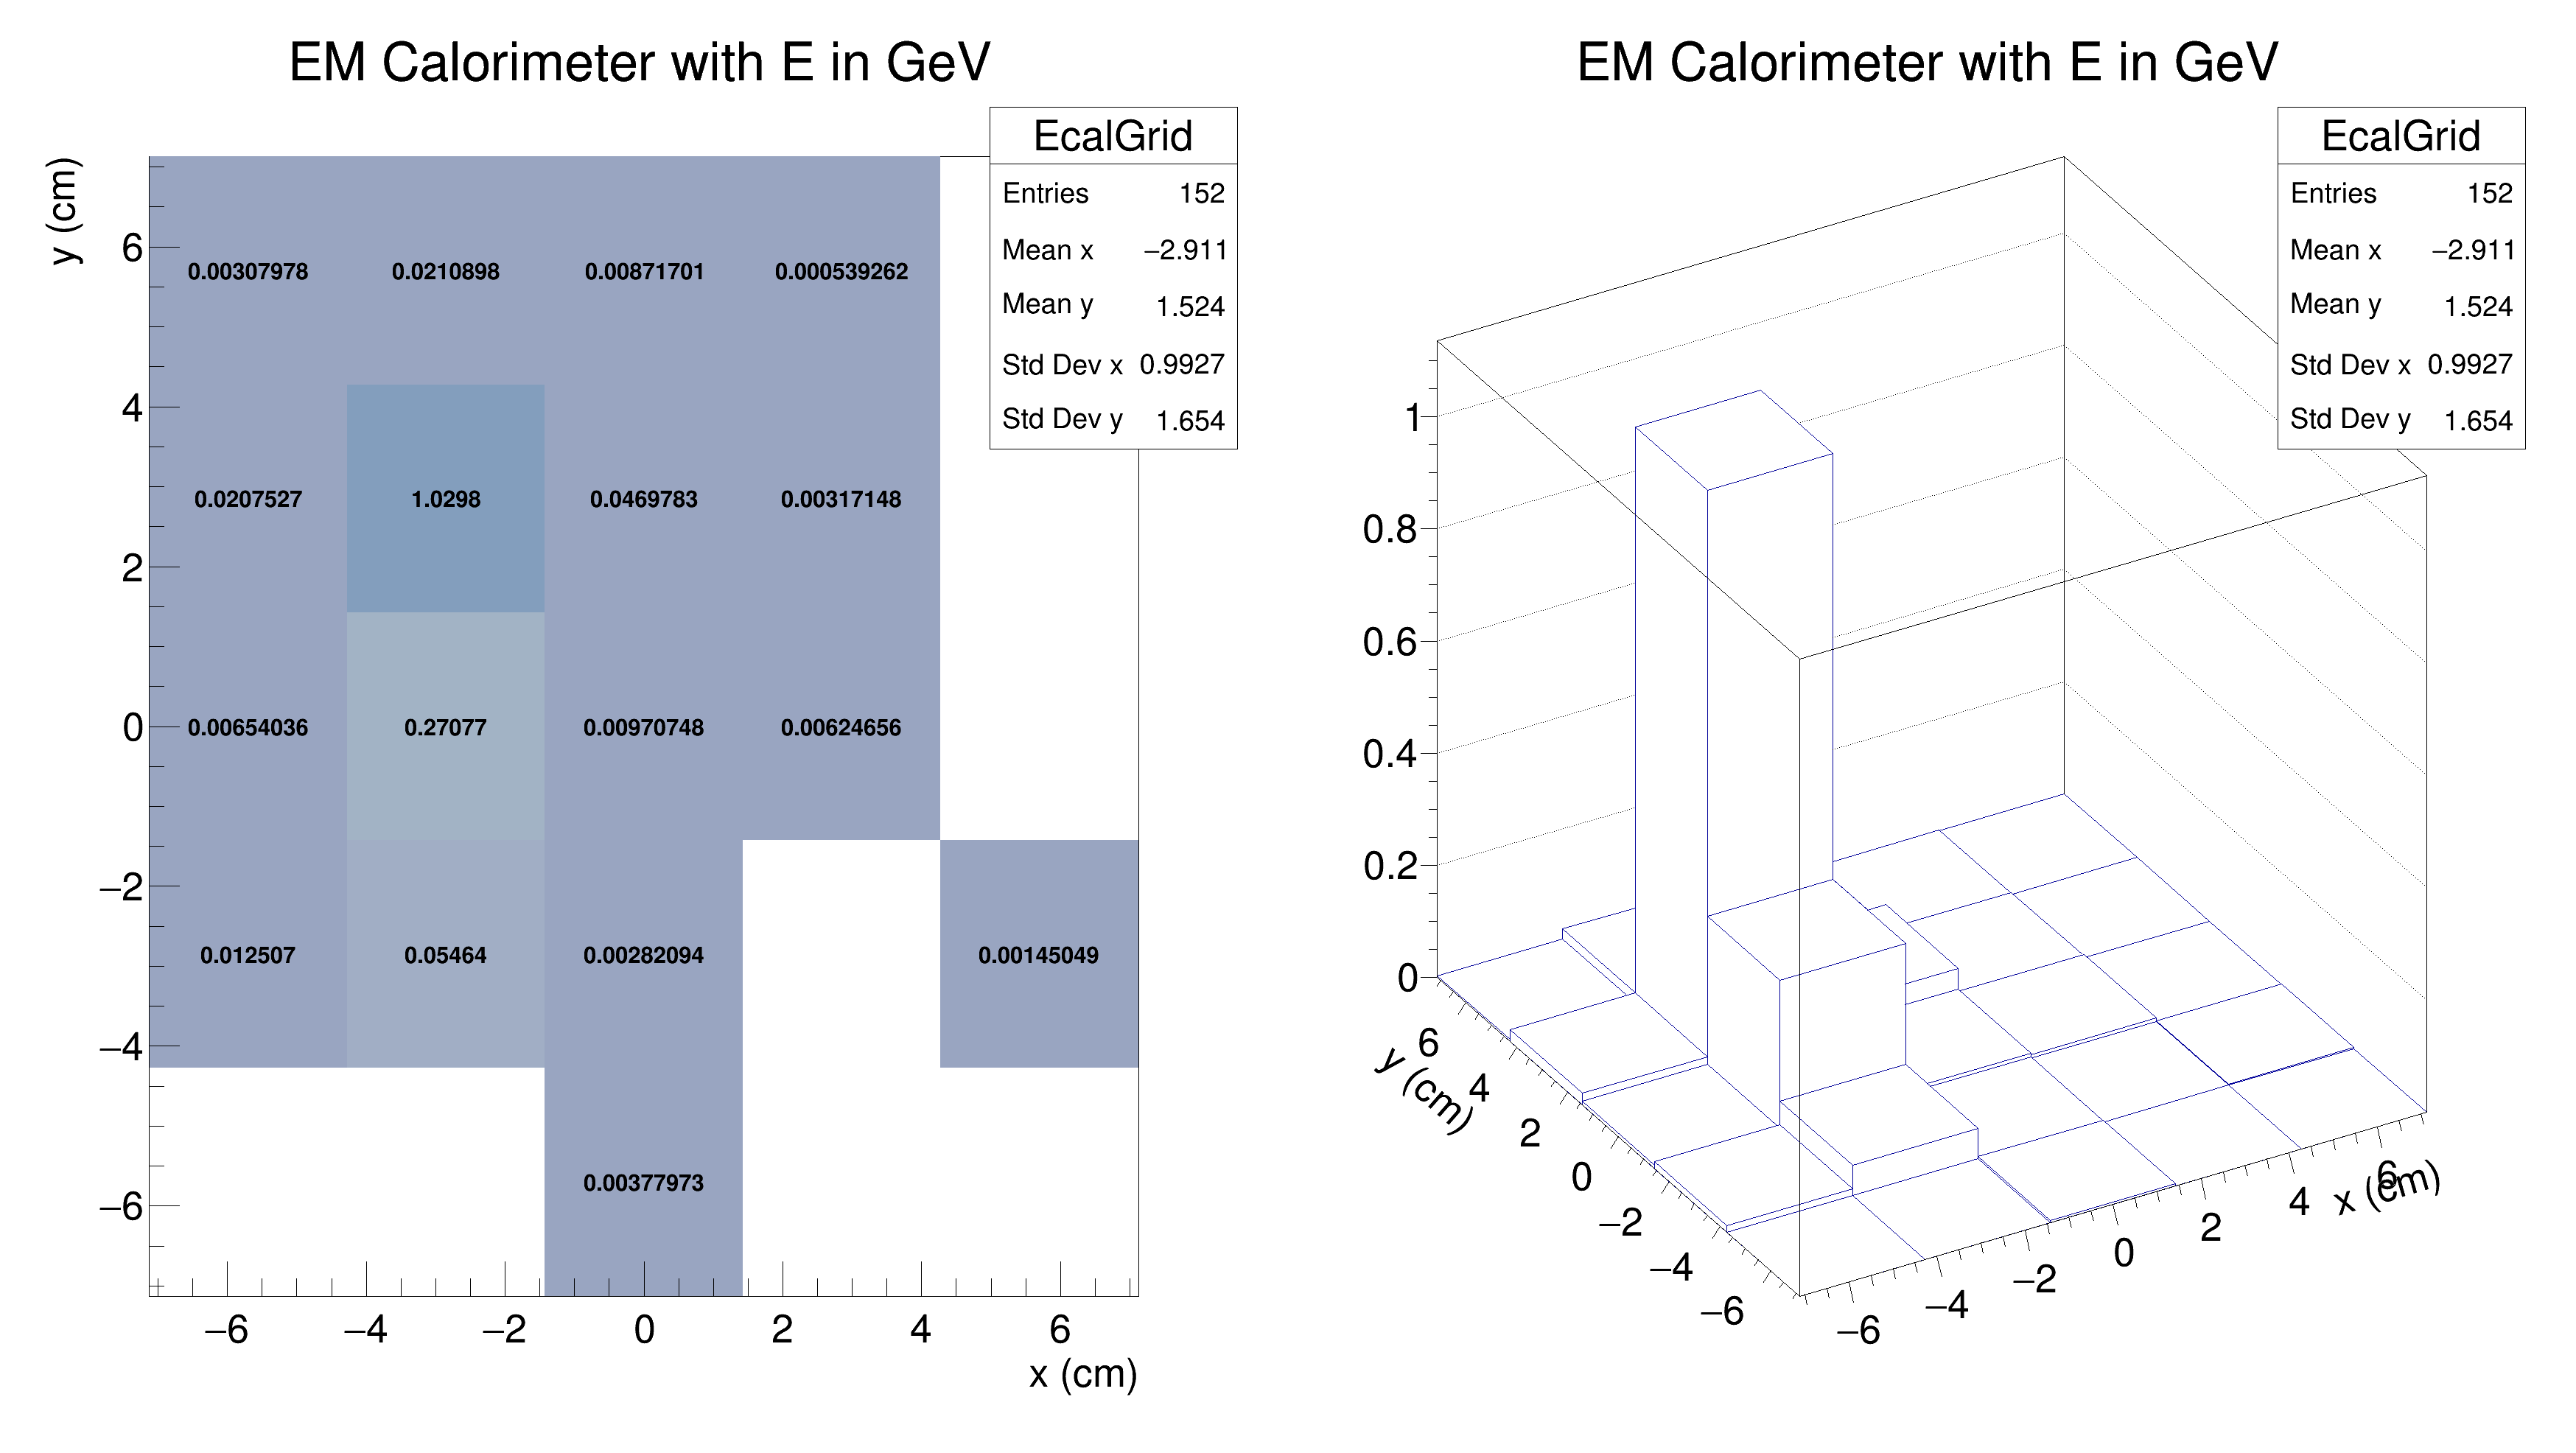 EM Calorimeter with E in GeV
EcalGrid
Entries 152
Mean x −2.911
Mean y 1.524
Std Dev x 0.9927
Std Dev y 1.654
y (cm)
6
4
2
0
−2
−4
−6
0.00307978 0.0210898 0.00871701 0.000539262
0.0207527 1.0298 0.0469783 0.00317148
0.00654036 0.27077 0.00970748 0.00624656
0.012507 0.05464 0.00282094 0.00145049
0.00377973
−6 −4 −2 0 2 4 6
x (cm)
EM Calorimeter with E in GeV
EcalGrid
Entries 152
Mean x −2.911
Mean y 1.524
Std Dev x 0.9927
Std Dev y 1.654
1
0.8
0.6
0.4
0.2
0
6
4
2
0
−2
−4
−6
y (cm)
−6
−4
−2
0
2
4
6
x (cm)